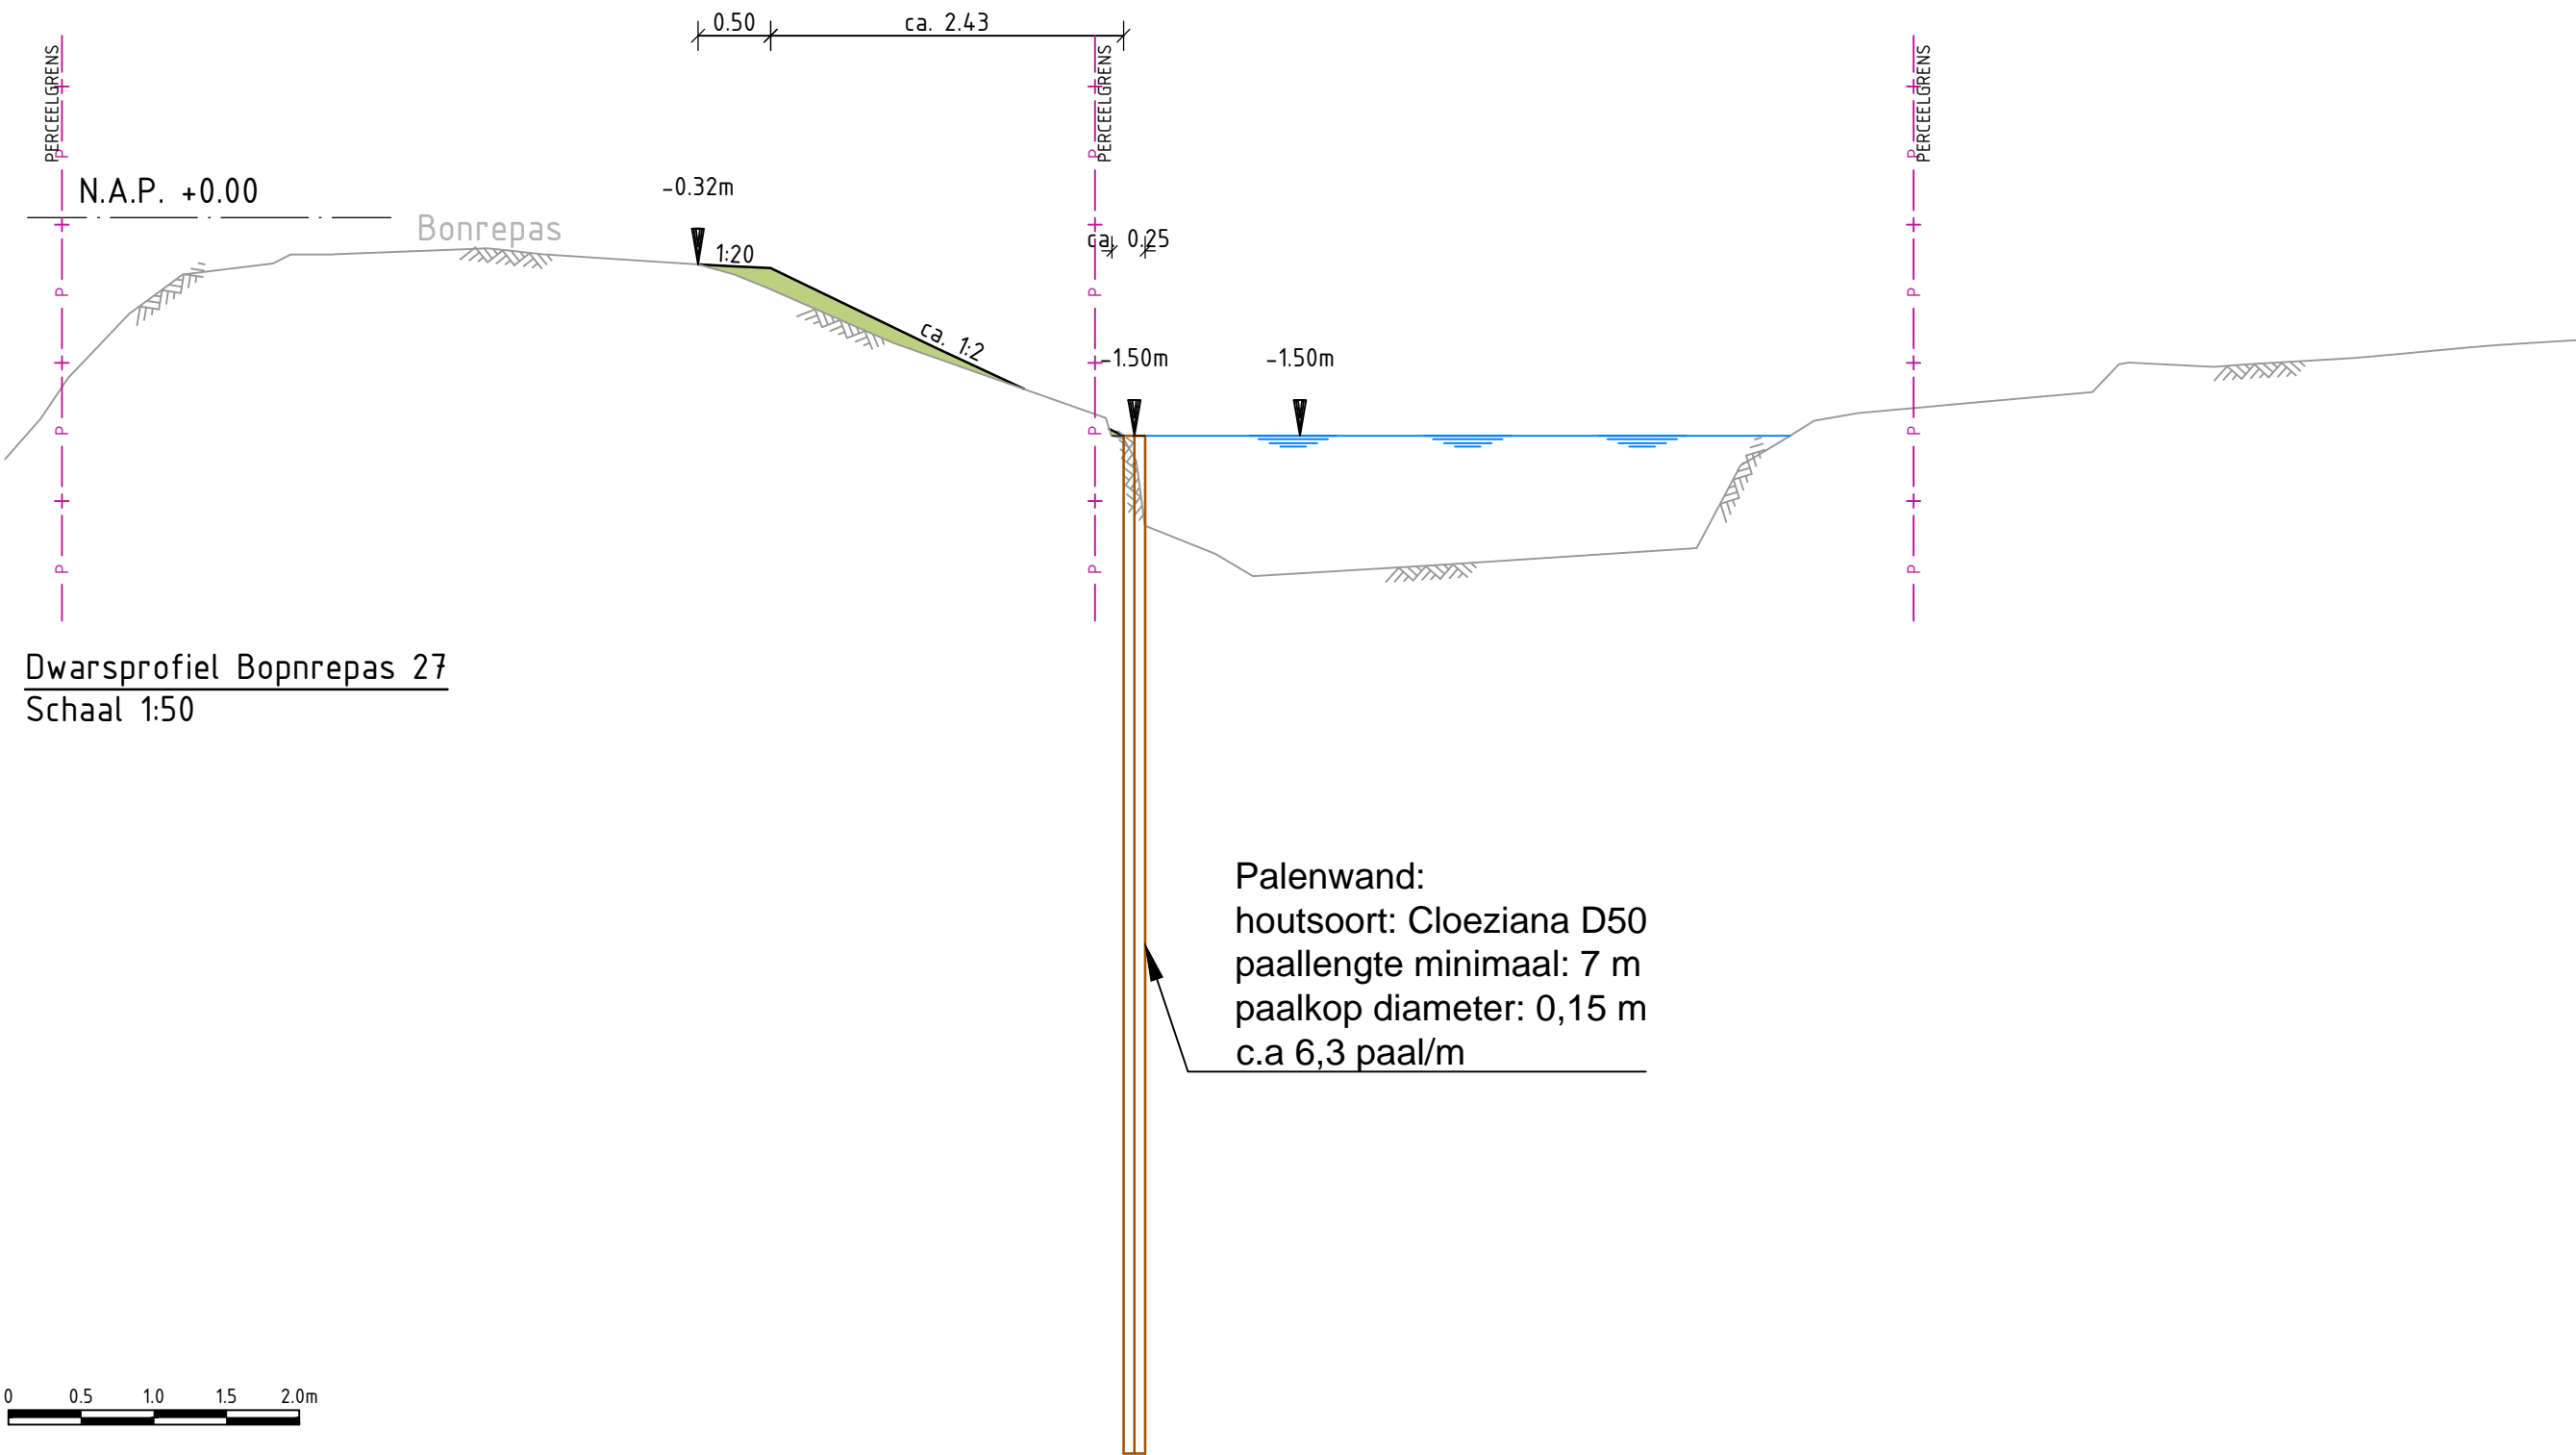 0.50
ca. 2.43
PERCEELGRENS
PERCEELGRENS
PERCEELGRENS
P
P
P
N.A.P. +0.00
-0.32m
Bonrepas
ca. 0.25
1:20
P
P
P
ca. 1:2
-1.50m
-1.50m
P
P
P
P
P
P
Dwarsprofiel Bopnrepas 27
Schaal 1:50
Palenwand:
houtsoort: Cloeziana D50
paallengte minimaal: 7 m
paalkop diameter: 0,15 m
c.a 6,3 paal/m
0 0.5 1.0 1.5 2.0m